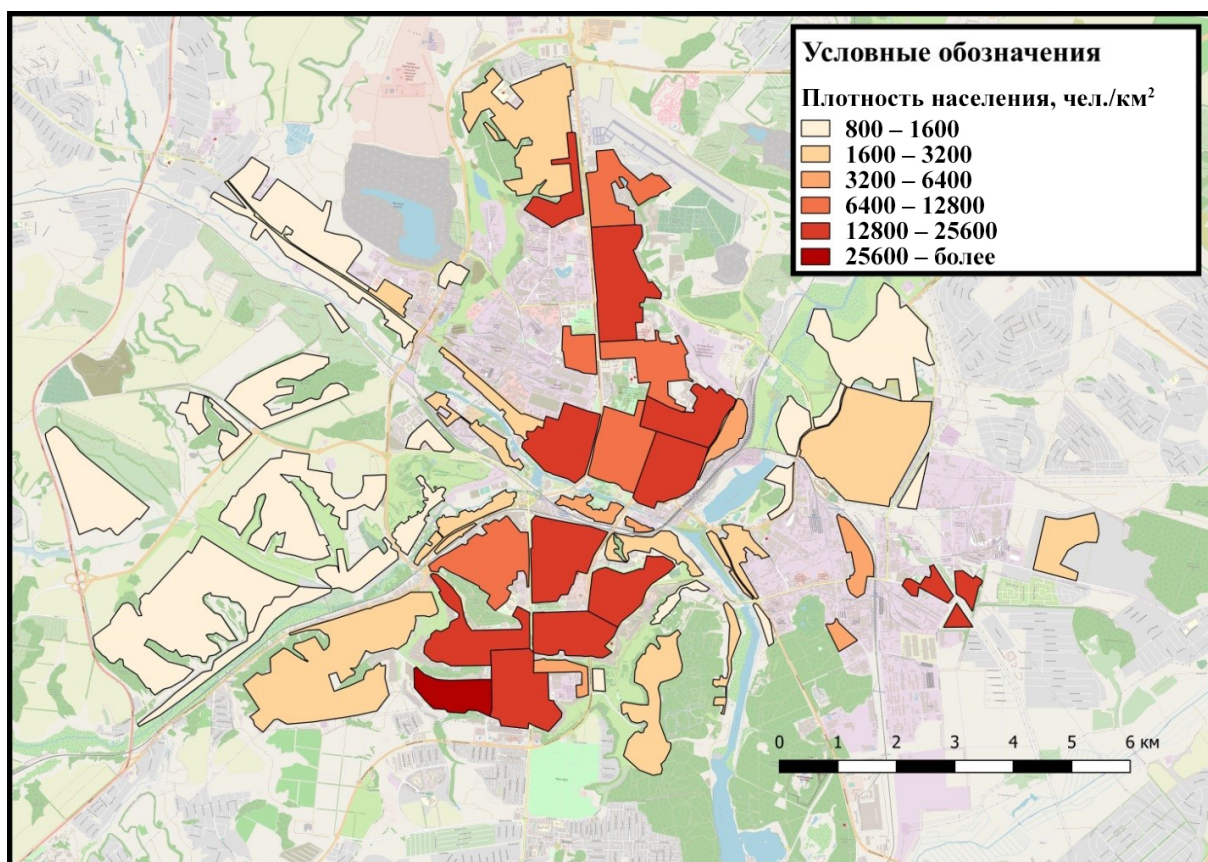 Условные обозначения
Плотность населения, чел./км²
800 – 1600
1600 – 3200
3200 – 6400
6400 – 12800
12800 – 25600
25600 – более
0 1 2 3 4 5 6 км